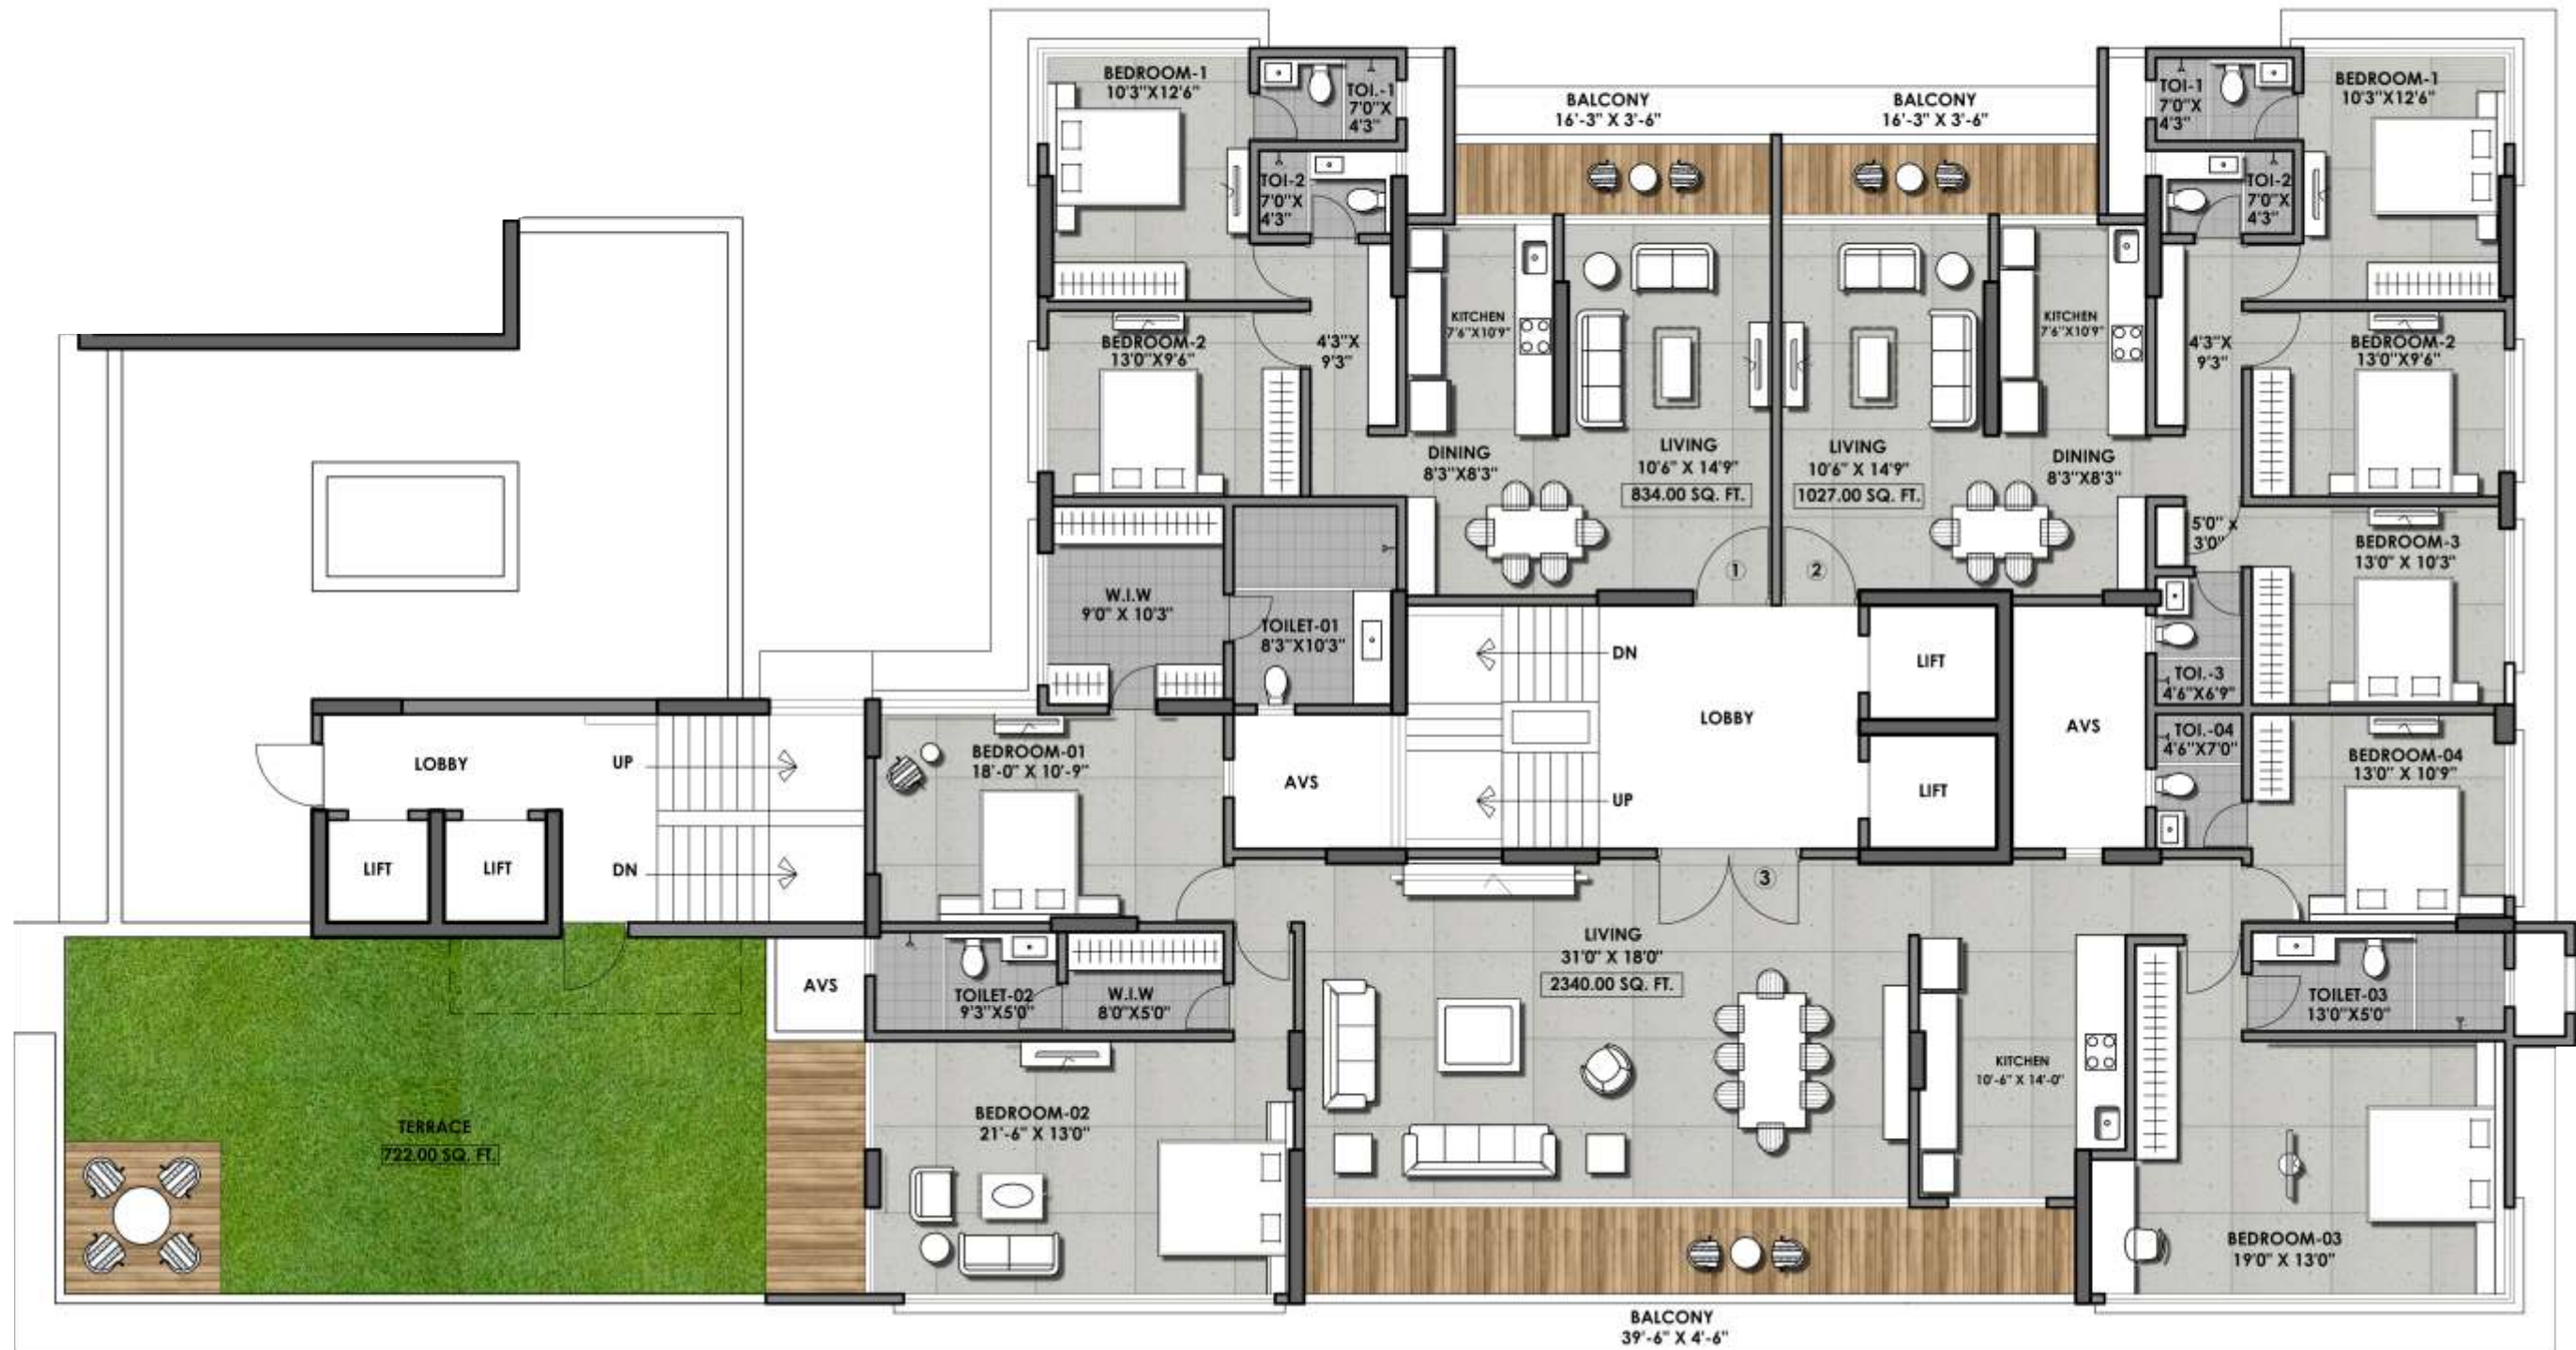 BEDROOM-1
10'3"X12'6"
TOI.-1
7'0"X
4'3"
BALCONY
16'-3" X 3'-6"
BALCONY
16'-3" X 3'-6"
TOI-1
7'0"X
4'3"
BEDROOM-1
10'3"X12'6"
TOI-2
7'0"X
4'3"
TOI-2
7'0"X
4'3"
KITCHEN
7'6"X10'9"
KITCHEN
7'6"X10'9"
BEDROOM-2
13'0"X9'6"
4'3"X
9'3"
4'3"X
9'3"
BEDROOM-2
13'0"X9'6"
DINING
8'3"X8'3"
LIVING
10'6" X 14'9"
834.00 SQ. FT.
LIVING
10'6" X 14'9"
1027.00 SQ. FT.
DINING
8'3"X8'3"
5'0" x
3'0"
BEDROOM-3
13'0" X 10'3"
1
2
W.I.W
9'0" X 10'3"
TOILET-01
8'3"X10'3"
DN
LIFT
TOI.-3
4'6"X6'9"
LOBBY
AVS
TOI.-04
4'6"X7'0"
BEDROOM-04
13'0" X 10'9"
LOBBY
UP
BEDROOM-01
18'-0" X 10'-9"
AVS
UP
LIFT
LIFT
LIFT
DN
3
LIVING
31'0" X 18'0"
2340.00 SQ. FT.
AVS
TOILET-02
9'3"X5'0"
W.I.W
8'0"X5'0"
TOILET-03
13'0"X5'0"
KITCHEN
10'-6" X 14'-0"
TERRACE
722.00 SQ. FT.
BEDROOM-02
21'-6" X 13'0"
BEDROOM-03
19'0" X 13'0"
BALCONY
39'-6" X 4'-6"